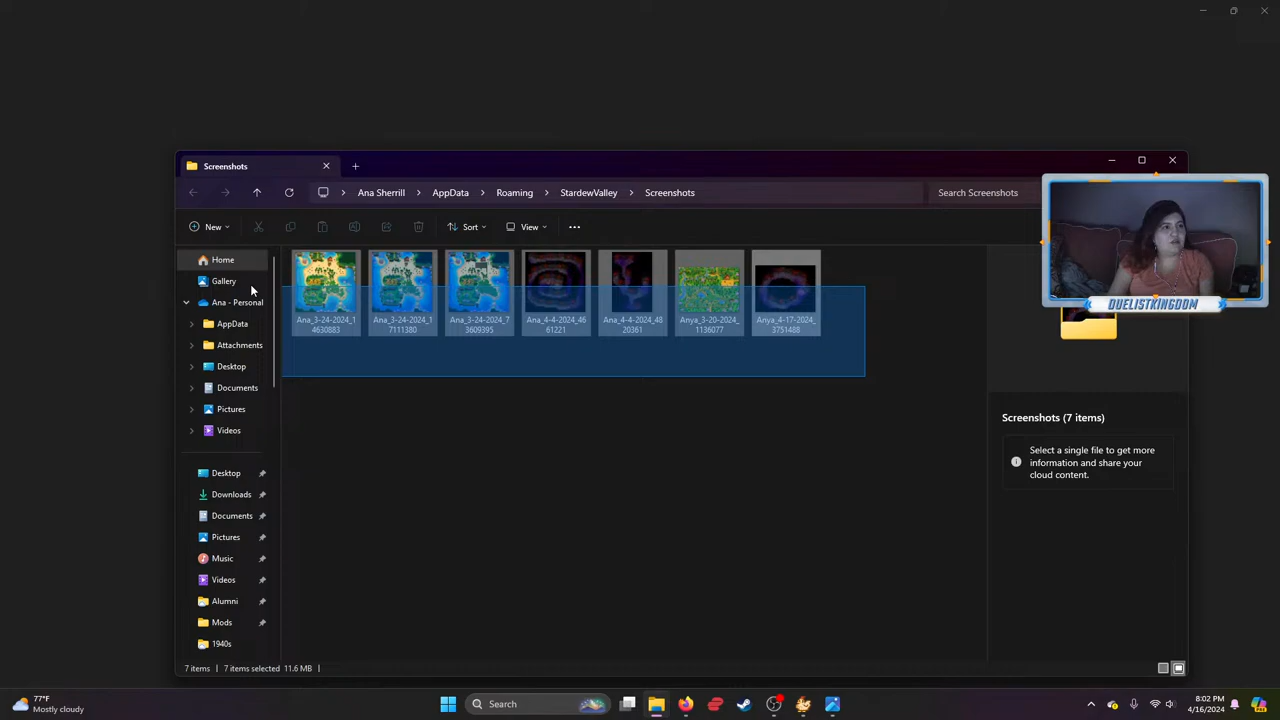 Screenshots
Ana Sherrill
AppData
Roaming
StardewValley
Screenshots
Search Screenshots
New
Sort
View
Home
Gallery
Ana - Personal
AppData
Attachments
Desktop
Documents
Pictures
Videos
Desktop
Downloads
Documents
Pictures
Music
Videos
Alumni
Mods
1940s
Ana_3-24-2024_1
4630883
Ana_3-24-2024_1
7111380
Ana_3-24-2024_7
3609395
Ana_4-4-2024_46
61221
Ana_4-4-2024_48
20361
Anya_3-20-2024_
1136077
Anya_4-17-2024_
3751488
DUELISTKINGDOM
Screenshots (7 items)
Select a single file to get more
information and share your
cloud content.
7 items
7 items selected 11.6 MB
77°F
Mostly cloudy
Search
8:02 PM
4/16/2024